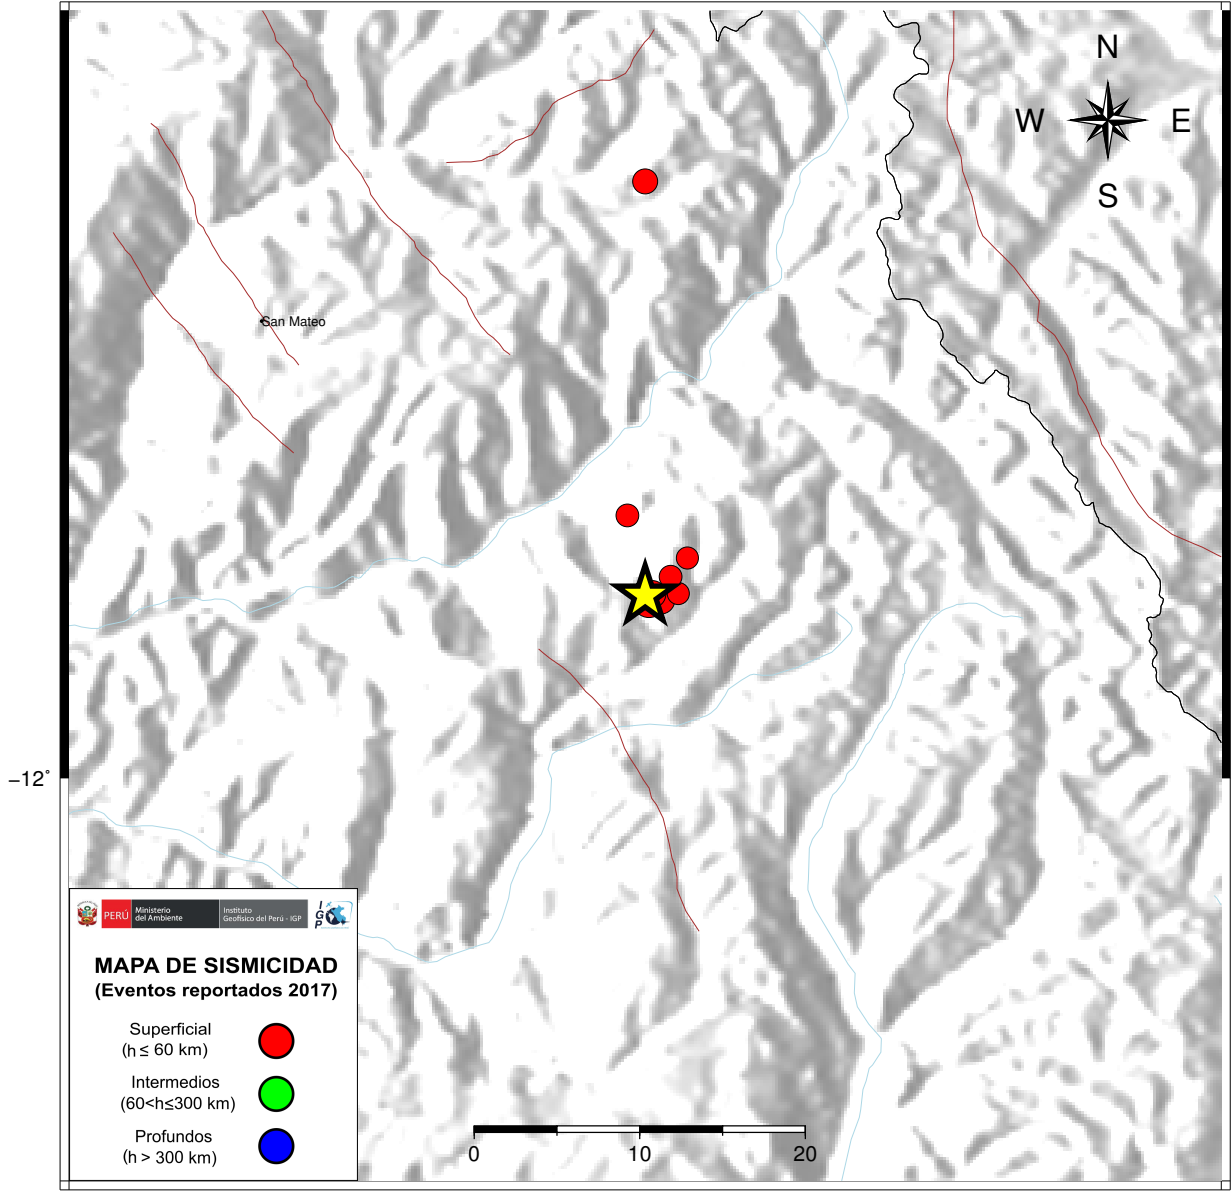 N
W
E
S
San Mateo
−12˚
PERÚ
Ministerio
del Ambiente
Instituto
Geofísico del Perú - IGP
IGP
MAPA DE SISMICIDAD
(Eventos reportados 2017)
Superficial
(h ≤ 60 km)
Intermedios
(60<h≤300 km)
Profundos
(h > 300 km)
0
10
20